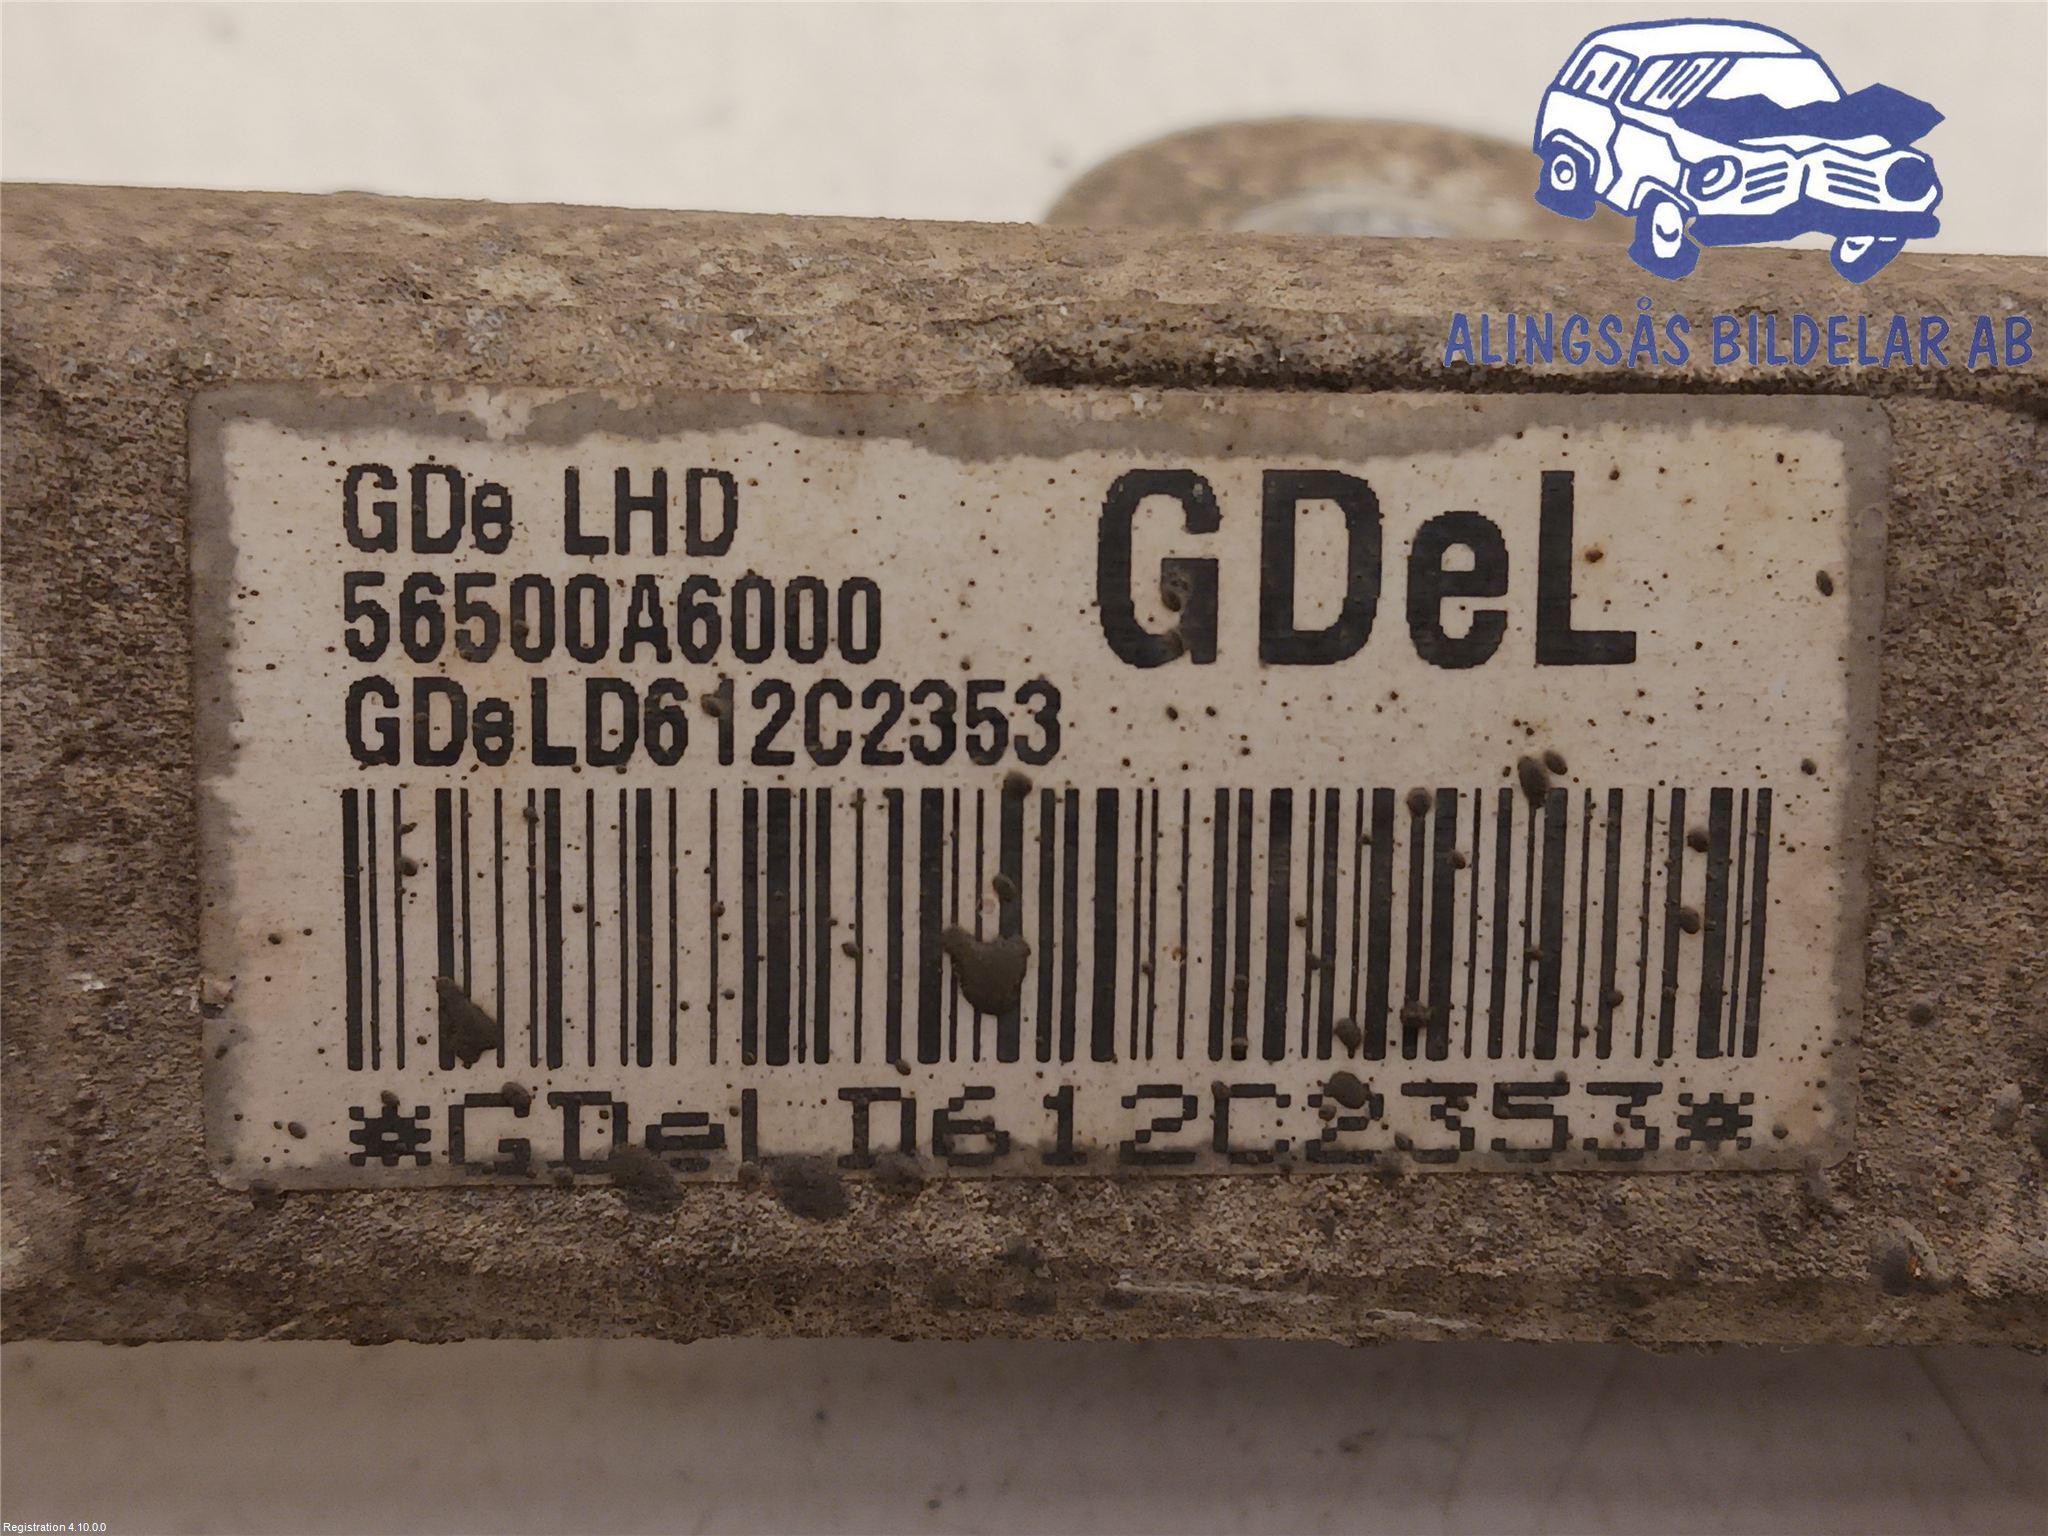 ALINGSÅS BILDELAR AB
GDe LHD
GDeL
56500A6000
GDeLD612C2353
*GDeLD612C2353*
Registration 4.10.0.0